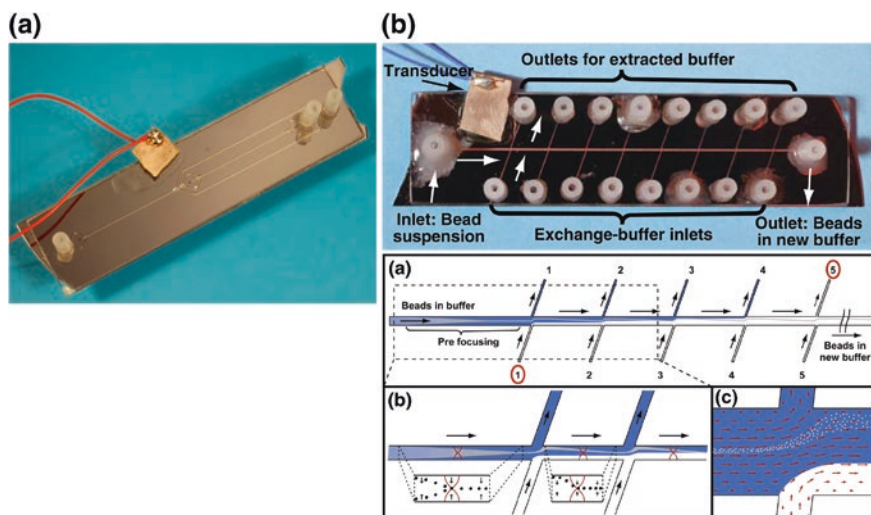 (a)
(b)
Outlets for extracted buffer
Transducer
Inlet: Bead
suspension
Exchange-buffer inlets
Outlet: Beads
in new buffer
(a)
1 2 3 4 5
Beads in buffer
Pre focusing
Beads in
new buffer
1 2 3 4 5
(b)
(c)